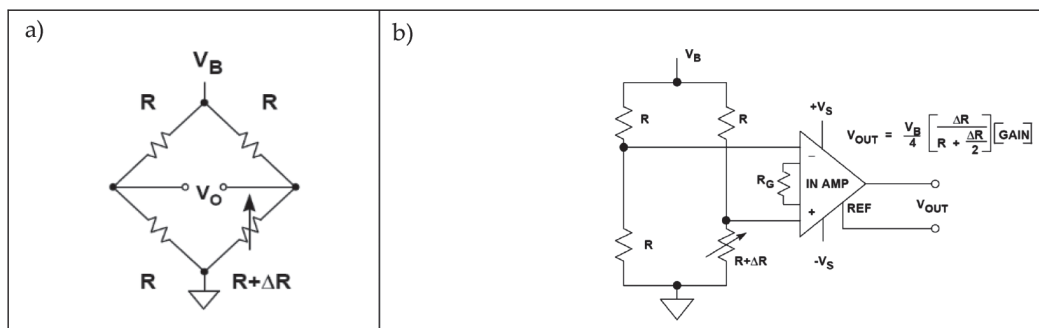 a)
V_B
R R
V_O
R R+ΔR
b)
V_B
R R
+V_S
V_OUT = V_B/4 [ΔR / (R + ΔR/2)] [GAIN]
−
R_G
IN AMP
+
REF
V_OUT
R
R+ΔR
-V_S